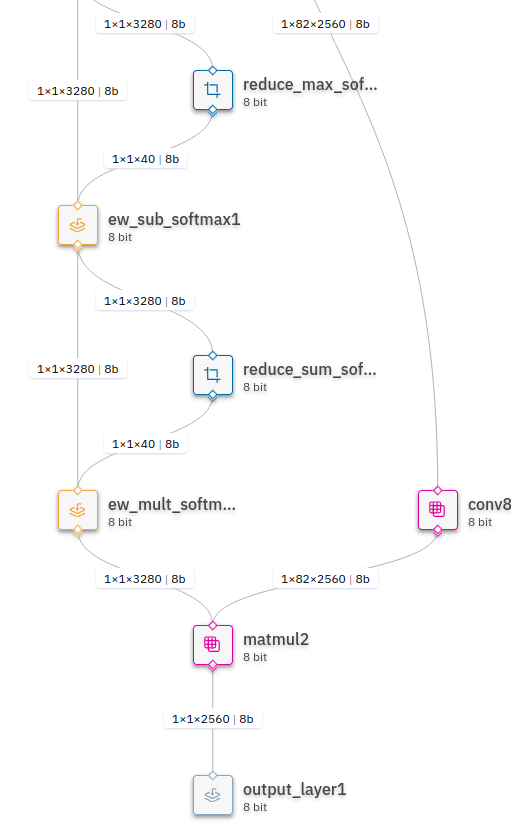 1×1×3280 | 8b
1×82×2560 | 8b
reduce_max_sof...
8 bit
1×1×3280 | 8b
1×1×40 | 8b
ew_sub_softmax1
8 bit
1×1×3280 | 8b
reduce_sum_sof...
8 bit
1×1×3280 | 8b
1×1×40 | 8b
ew_mult_softm...
8 bit
conv8
8 bit
1×1×3280 | 8b
1×82×2560 | 8b
matmul2
8 bit
1×1×2560 | 8b
output_layer1
8 bit